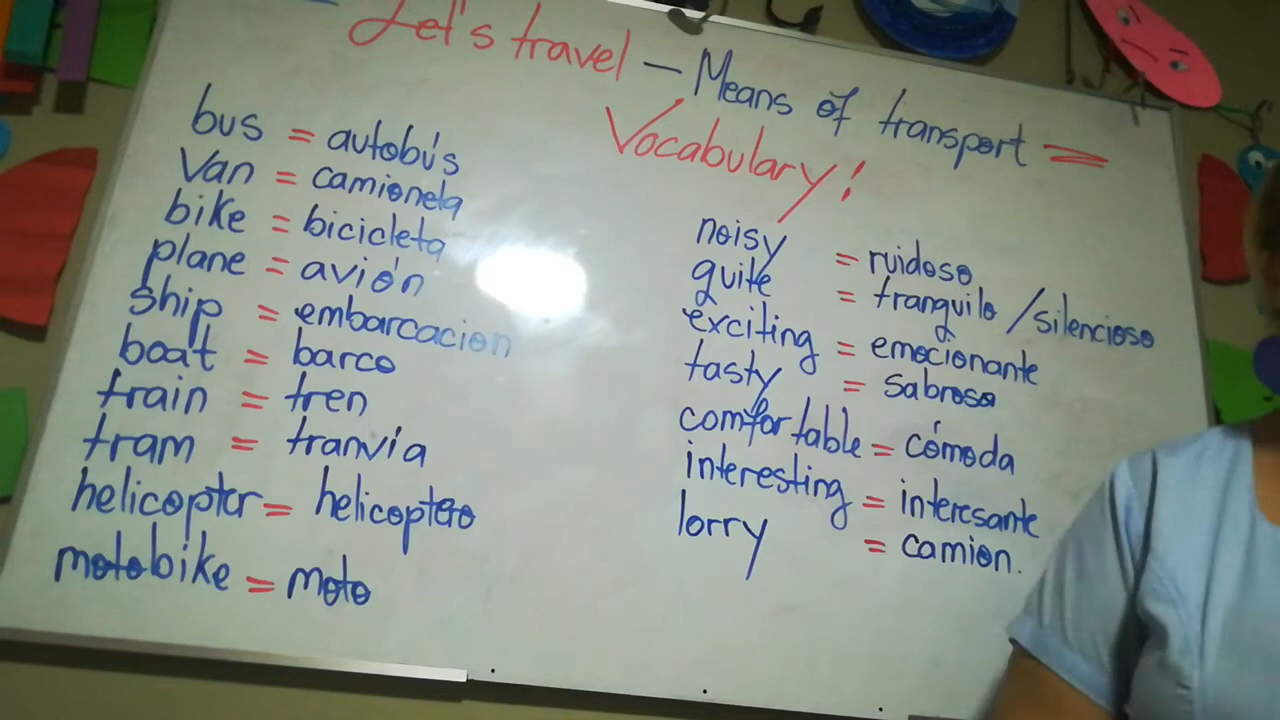 Let's travel - Means of transport =
Vocabulary!
bus = autobús
Van = camioneta
bike = bicicleta
plane = avión
ship = embarcacion
boat = barco
train = tren
tram = tranvía
helicopter = helicoptero
motobike = moto
noisy = ruidoso
quite = tranquilo / silencioso
exciting = emocionante
tasty = sabrosa
comfortable = cómoda
interesting = interesante
lorry = camion.